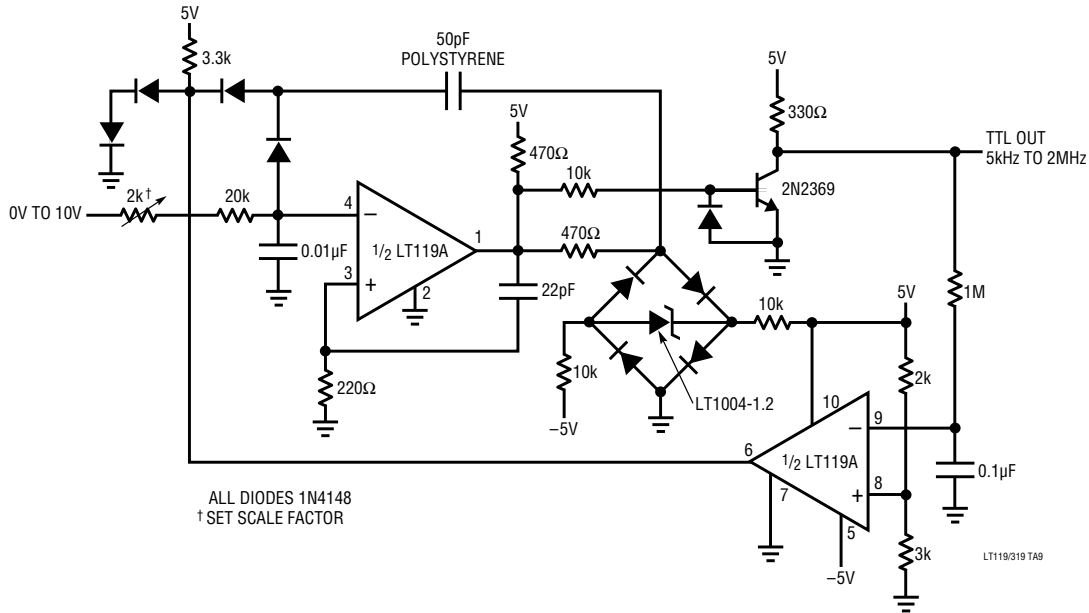 5V
3.3k
50pF
POLYSTYRENE
5V
470Ω
10k
5V
330Ω
TTL OUT
5kHz TO 2MHz
2N2369
0V TO 10V
2k†
20k
4
–
1/2 LT119A
1
3
+
2
0.01µF
470Ω
22pF
220Ω
10k
–5V
10k
LT1004-1.2
5V
1M
2k
10
9
–
6
1/2 LT119A
8
+
7
5
–5V
0.1µF
3k
ALL DIODES 1N4148
† SET SCALE FACTOR
LT119/319 TA9